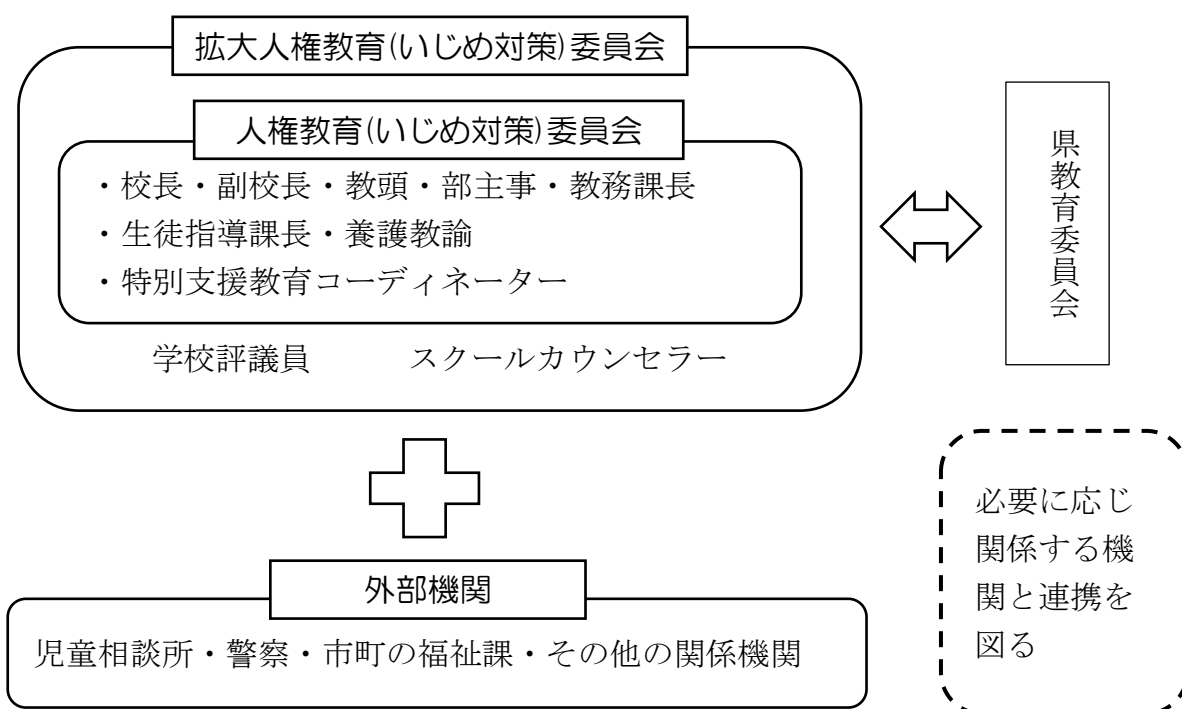 拡大人権教育(いじめ対策)委員会
人権教育(いじめ対策)委員会
・校長・副校長・教頭・部主事・教務課長
・生徒指導課長・養護教諭
・特別支援教育コーディネーター
学校評議員 スクールカウンセラー
県教育委員会
外部機関
児童相談所・警察・市町の福祉課・その他の関係機関
必要に応じ
関係する機
関と連携を
図る